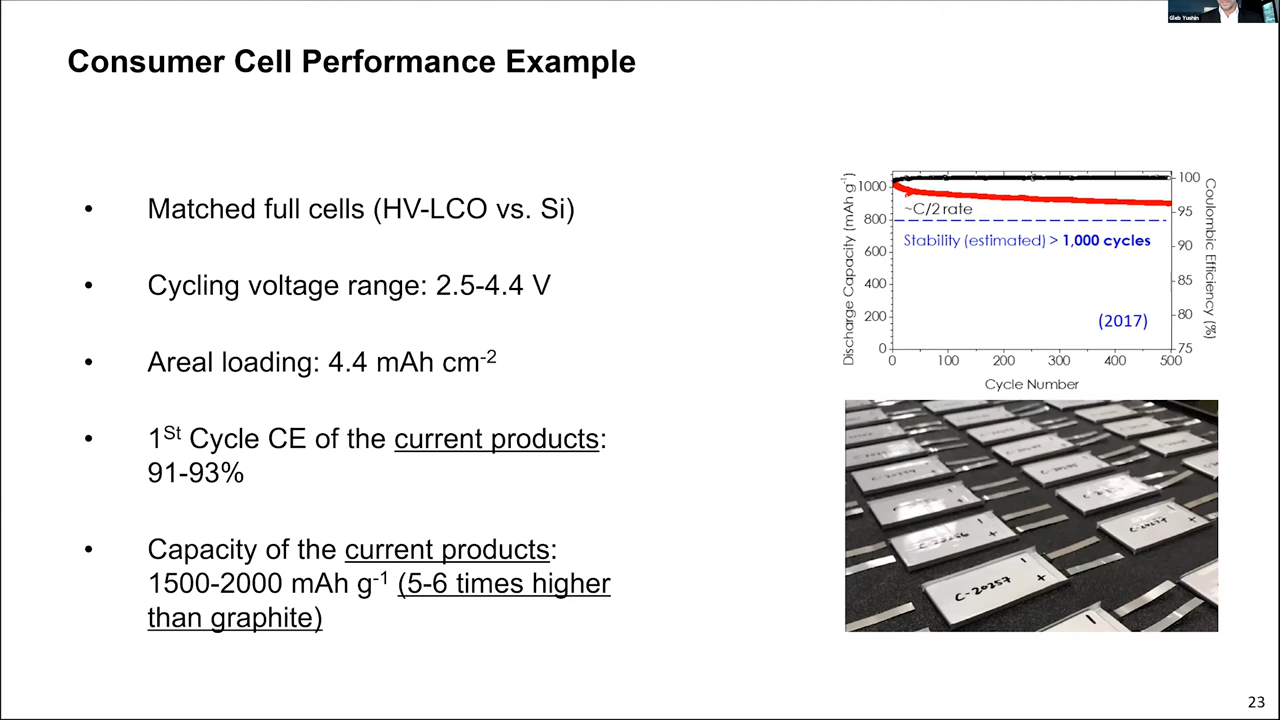 Gleb Yushin
Consumer Cell Performance Example
• Matched full cells (HV-LCO vs. Si)
• Cycling voltage range: 2.5-4.4 V
• Areal loading: 4.4 mAh cm-2
• 1St Cycle CE of the current products:
91-93%
• Capacity of the current products:
1500-2000 mAh g-1 (5-6 times higher
than graphite)
Discharge Capacity (mAh g-1)
1000
800
600
400
200
0
~C/2 rate
Stability (estimated) > 1,000 cycles
(2017)
100
95
90
85
80
75
Coulombic Efficiency (%)
0 100 200 300 400 500
Cycle Number
C-20257
- +
23